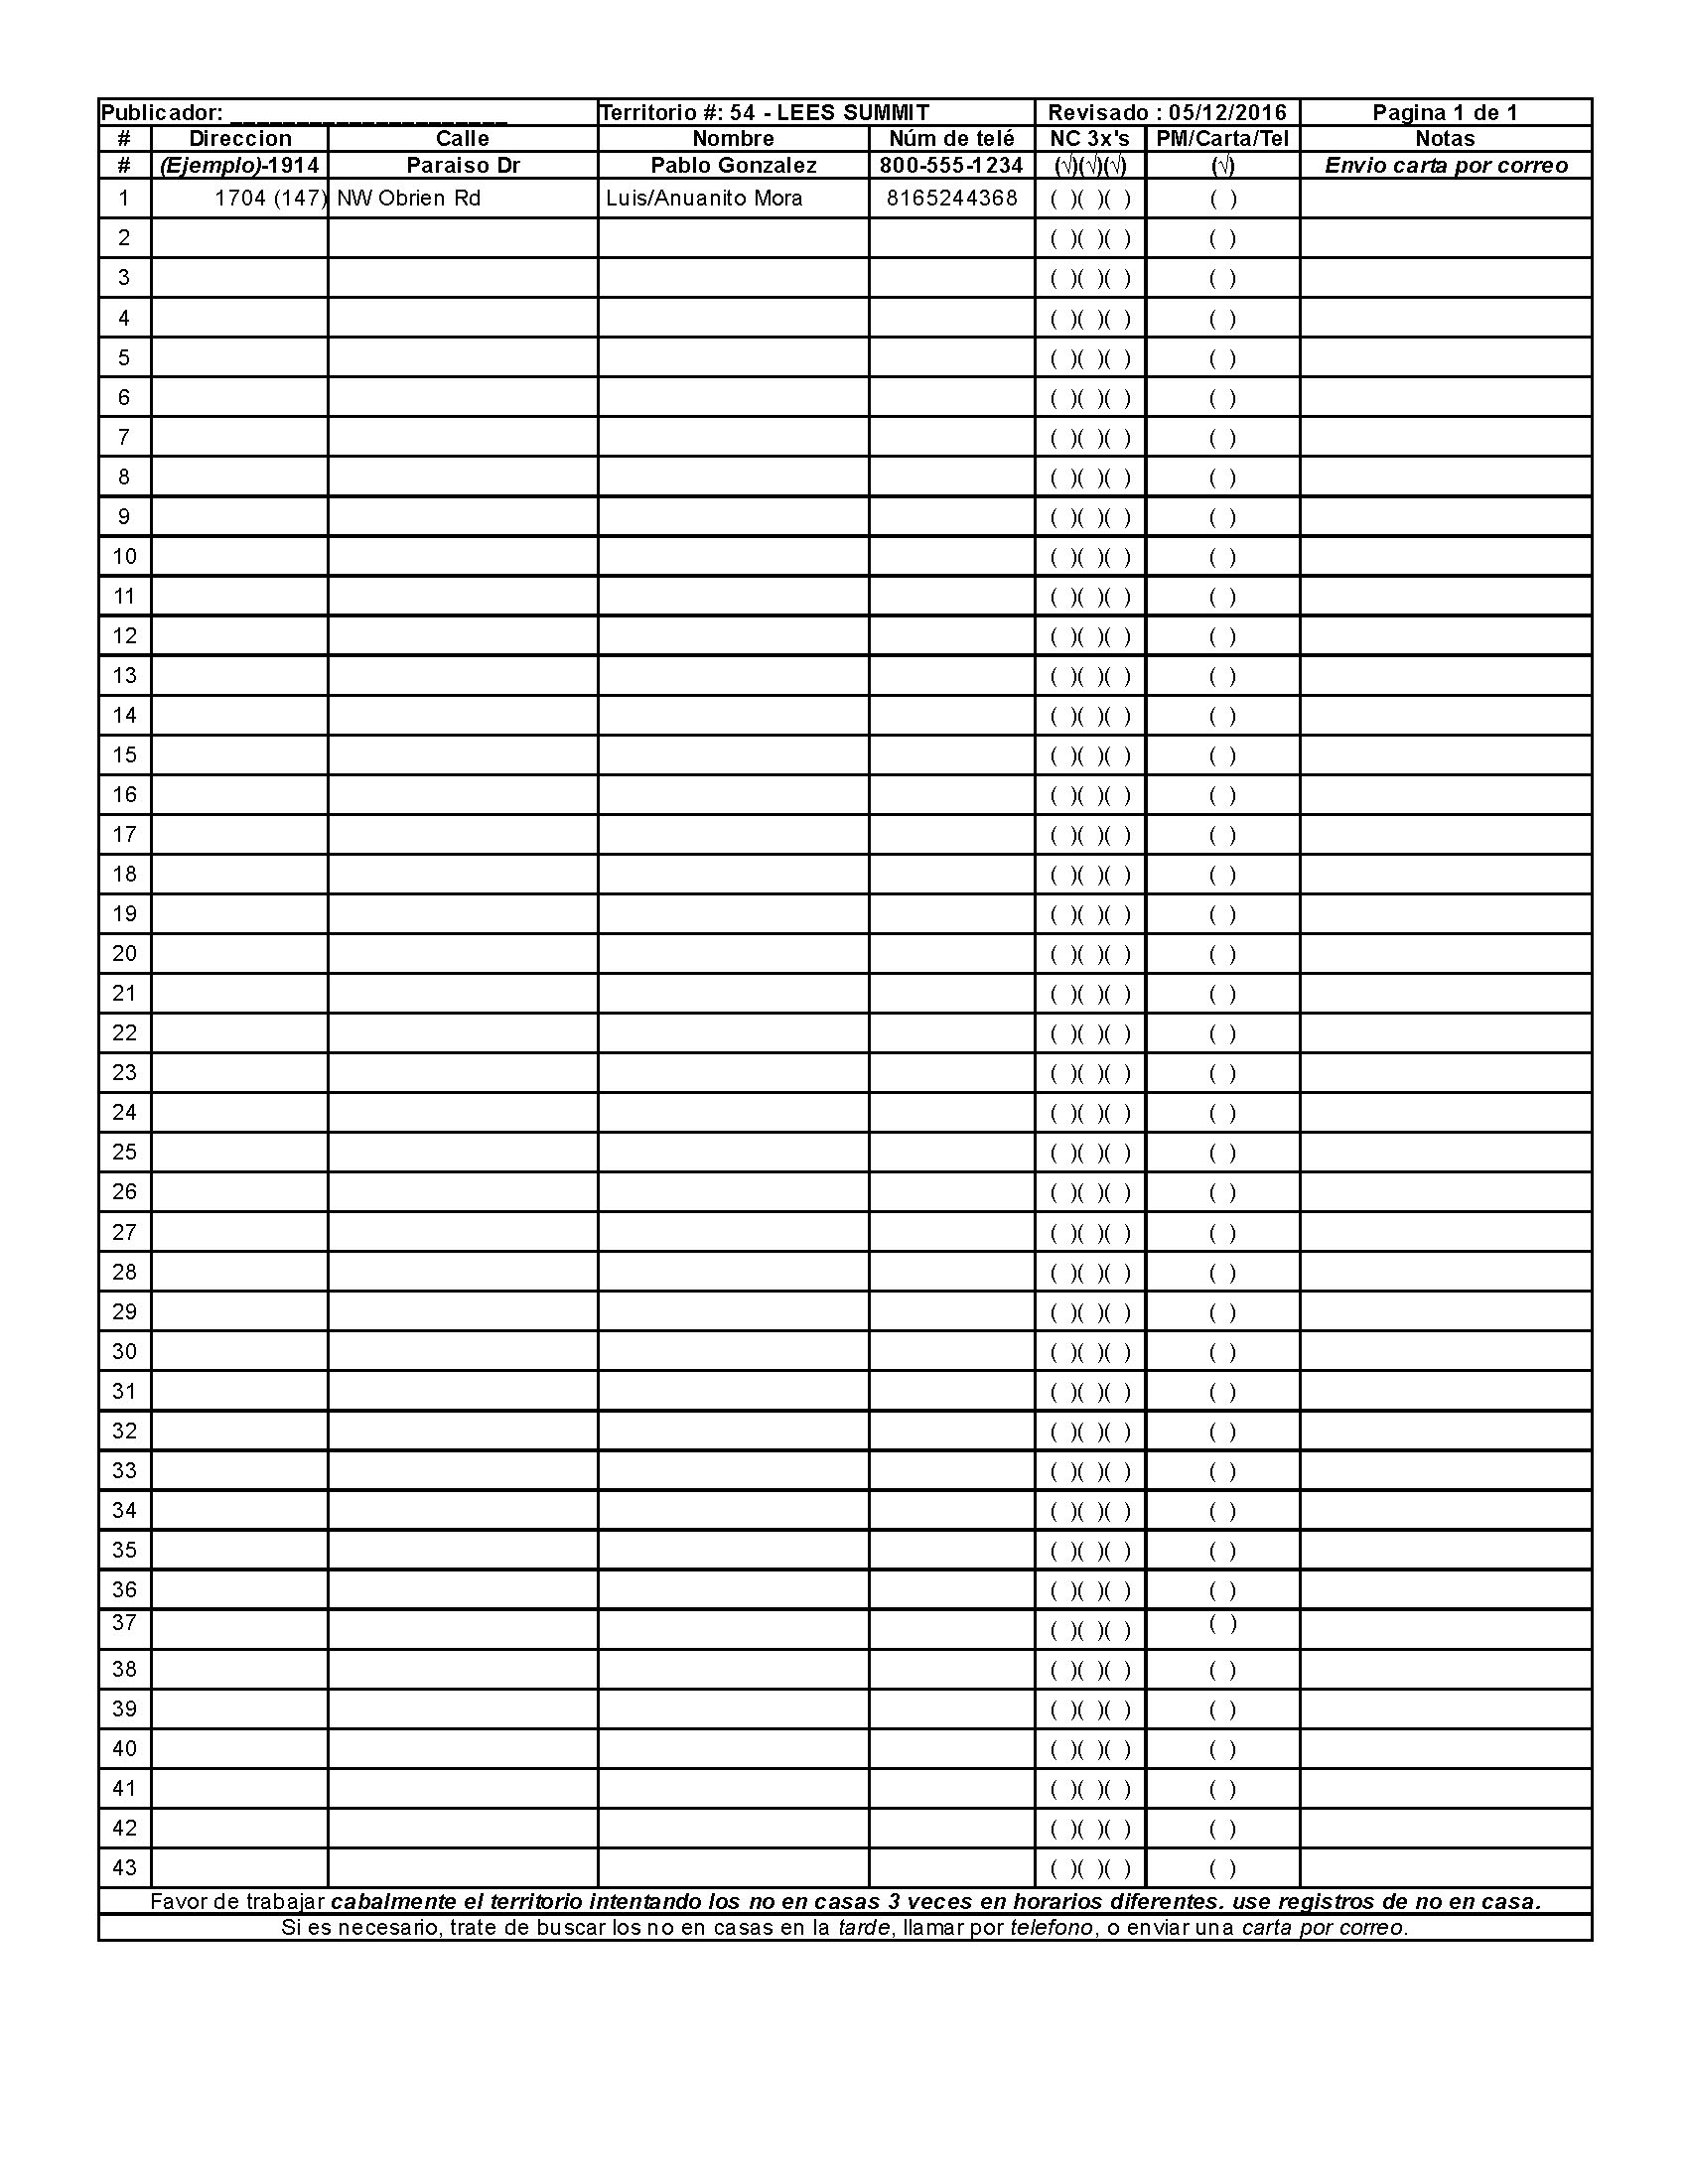 Publicador: _____________________ Territorio #: 54 - LEES SUMMIT Revisado : 05/12/2016 Pagina 1 de 1
# Direccion Calle Nombre Núm de telé NC 3x's PM/Carta/Tel Notas
# (Ejemplo)-1914 Paraiso Dr Pablo Gonzalez 800-555-1234 (√)(√)(√) (√) Envio carta por correo
1 1704 (147) NW Obrien Rd Luis/Anuanito Mora 8165244368 ( )( )( ) ( )
2 ( )( )( ) ( )
3 ( )( )( ) ( )
4 ( )( )( ) ( )
5 ( )( )( ) ( )
6 ( )( )( ) ( )
7 ( )( )( ) ( )
8 ( )( )( ) ( )
9 ( )( )( ) ( )
10 ( )( )( ) ( )
11 ( )( )( ) ( )
12 ( )( )( ) ( )
13 ( )( )( ) ( )
14 ( )( )( ) ( )
15 ( )( )( ) ( )
16 ( )( )( ) ( )
17 ( )( )( ) ( )
18 ( )( )( ) ( )
19 ( )( )( ) ( )
20 ( )( )( ) ( )
21 ( )( )( ) ( )
22 ( )( )( ) ( )
23 ( )( )( ) ( )
24 ( )( )( ) ( )
25 ( )( )( ) ( )
26 ( )( )( ) ( )
27 ( )( )( ) ( )
28 ( )( )( ) ( )
29 ( )( )( ) ( )
30 ( )( )( ) ( )
31 ( )( )( ) ( )
32 ( )( )( ) ( )
33 ( )( )( ) ( )
34 ( )( )( ) ( )
35 ( )( )( ) ( )
36 ( )( )( ) ( )
37 ( )( )( ) ( )
38 ( )( )( ) ( )
39 ( )( )( ) ( )
40 ( )( )( ) ( )
41 ( )( )( ) ( )
42 ( )( )( ) ( )
43 ( )( )( ) ( )
Favor de trabajar cabalmente el territorio intentando los no en casas 3 veces en horarios diferentes. use registros de no en casa.
Si es necesario, trate de buscar los no en casas en la tarde, llamar por telefono, o enviar una carta por correo.